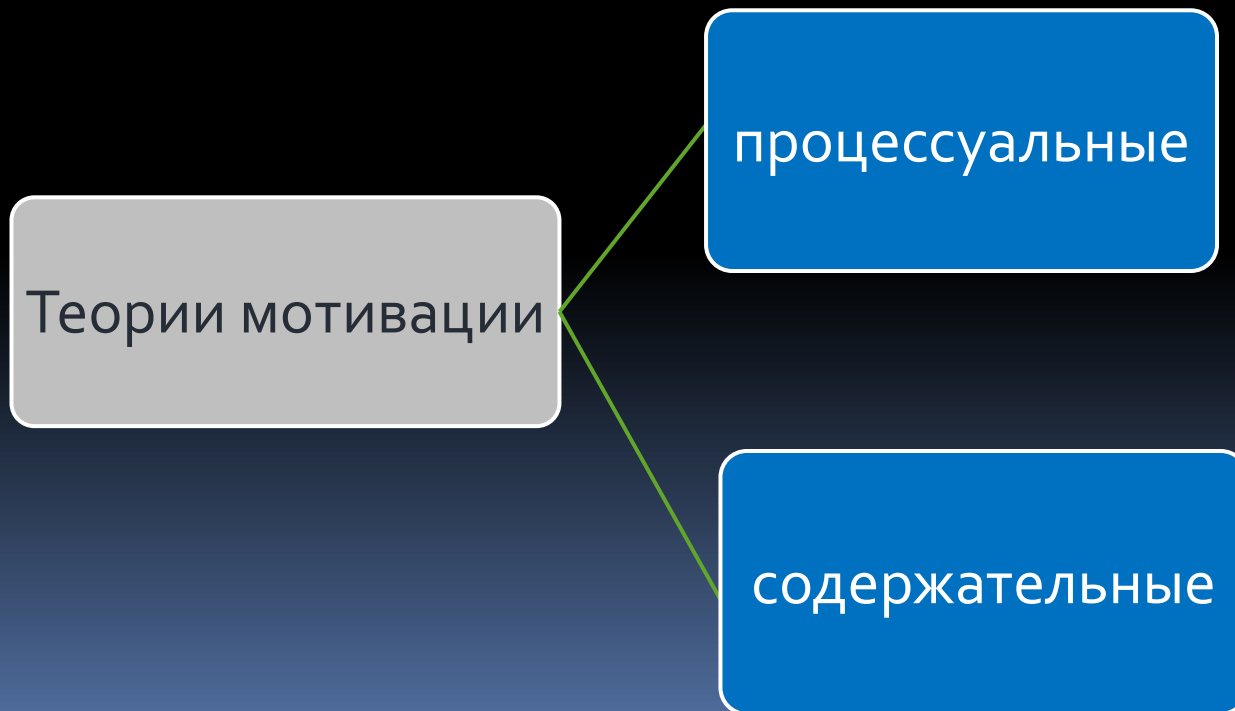 процессуальные
Теории мотивации
содержательные